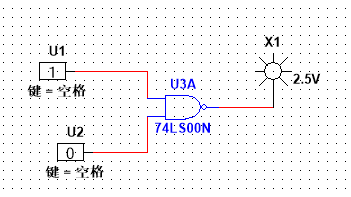 U1
1
键 = 空格
U2
0
键 = 空格
U3A
74LS00N
X1
2.5V